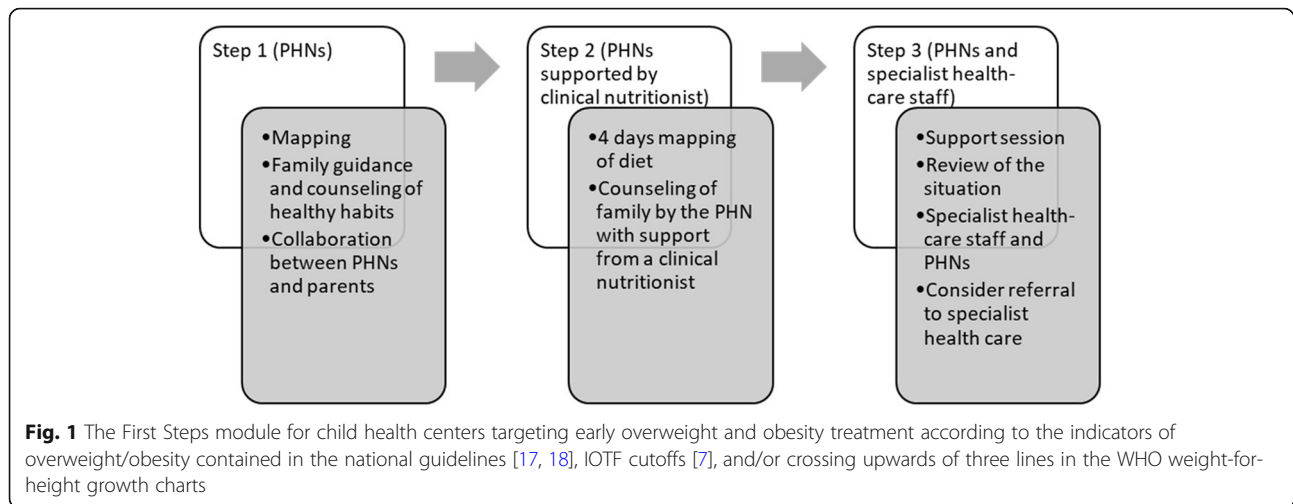 Step 1 (PHNs)
•Mapping
•Family guidance
and counseling of
healthy habits
•Collaboration
between PHNs
and parents
Step 2 (PHNs
supported by
clinical nutritionist)
•4 days mapping
of diet
•Counseling of
family by the PHN
with support
from a clinical
nutritionist
Step 3 (PHNs and
specialist health-
care staff)
•Support session
•Review of the
situation
•Specialist health-
care staff and
PHNs
•Consider referral
to specialist
health care
Fig. 1 The First Steps module for child health centers targeting early overweight and obesity treatment according to the indicators of
overweight/obesity contained in the national guidelines [17, 18], IOTF cutoffs [7], and/or crossing upwards of three lines in the WHO weight-for-
height growth charts